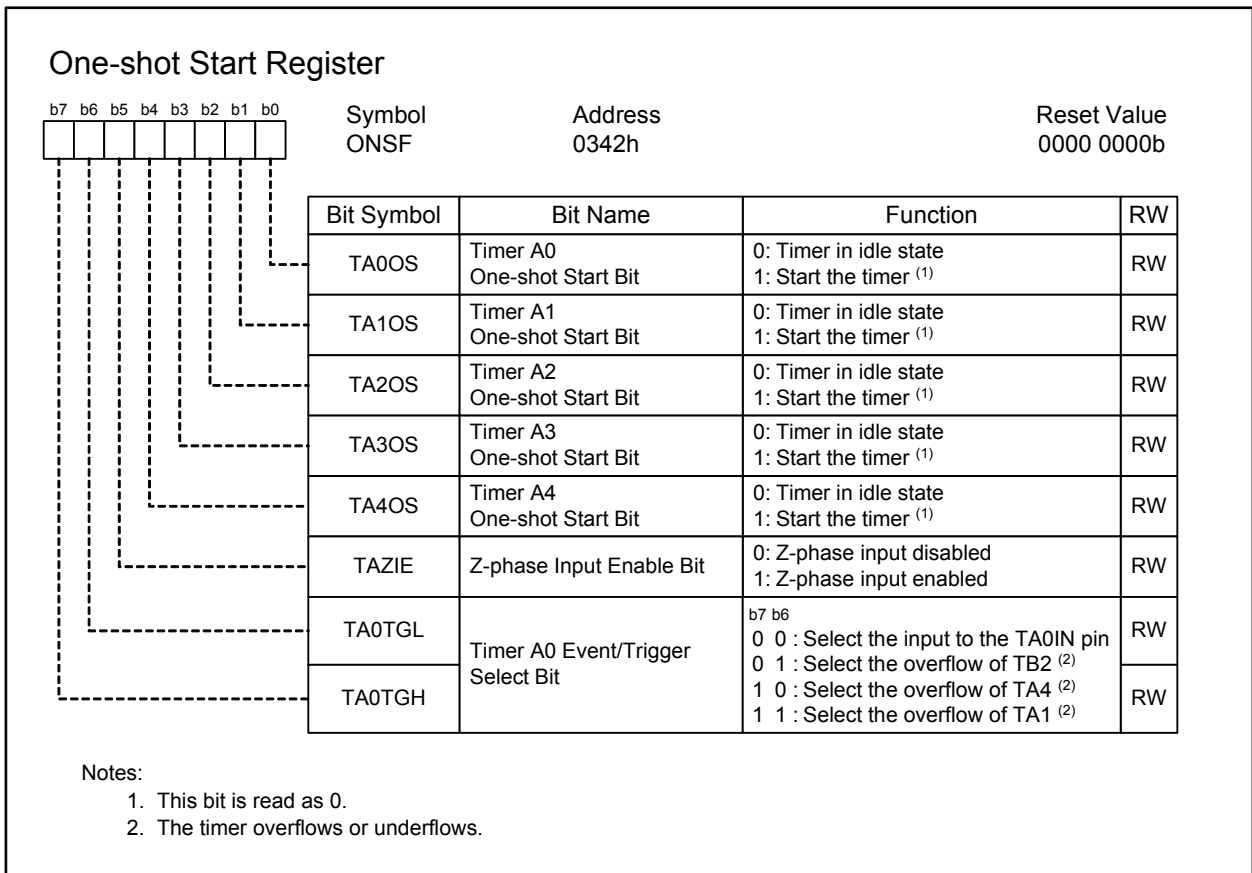 One-shot Start Register
b7 b6 b5 b4 b3 b2 b1 b0
Symbol Address Reset Value
ONSF 0342h 0000 0000b
Bit Symbol Bit Name Function RW
TA0OS Timer A0 One-shot Start Bit 0: Timer in idle state RW
1: Start the timer (1)
TA1OS Timer A1 One-shot Start Bit 0: Timer in idle state RW
1: Start the timer (1)
TA2OS Timer A2 One-shot Start Bit 0: Timer in idle state RW
1: Start the timer (1)
TA3OS Timer A3 One-shot Start Bit 0: Timer in idle state RW
1: Start the timer (1)
TA4OS Timer A4 One-shot Start Bit 0: Timer in idle state RW
1: Start the timer (1)
TAZIE Z-phase Input Enable Bit 0: Z-phase input disabled RW
1: Z-phase input enabled
TA0TGL Timer A0 Event/Trigger Select Bit b7 b6 RW
0 0 : Select the input to the TA0IN pin
0 1 : Select the overflow of TB2 (2)
TA0TGH 1 0 : Select the overflow of TA4 (2) RW
1 1 : Select the overflow of TA1 (2)
Notes:
1. This bit is read as 0.
2. The timer overflows or underflows.